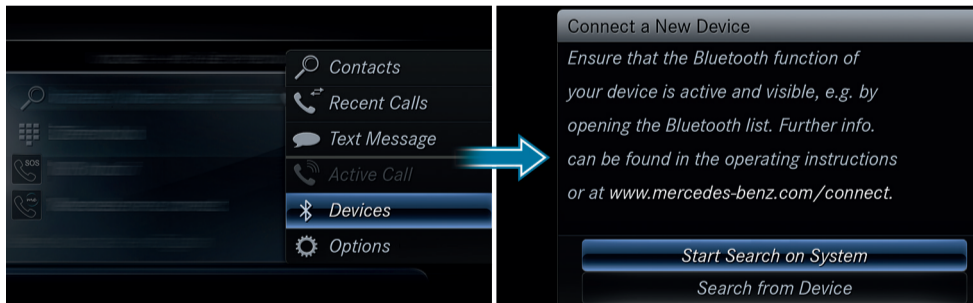 Contacts
Recent Calls
Text Message
Active Call
Devices
Options
SOS
me
Connect a New Device
Ensure that the Bluetooth function of
your device is active and visible, e.g. by
opening the Bluetooth list. Further info.
can be found in the operating instructions
or at www.mercedes-benz.com/connect.
Start Search on System
Search from Device